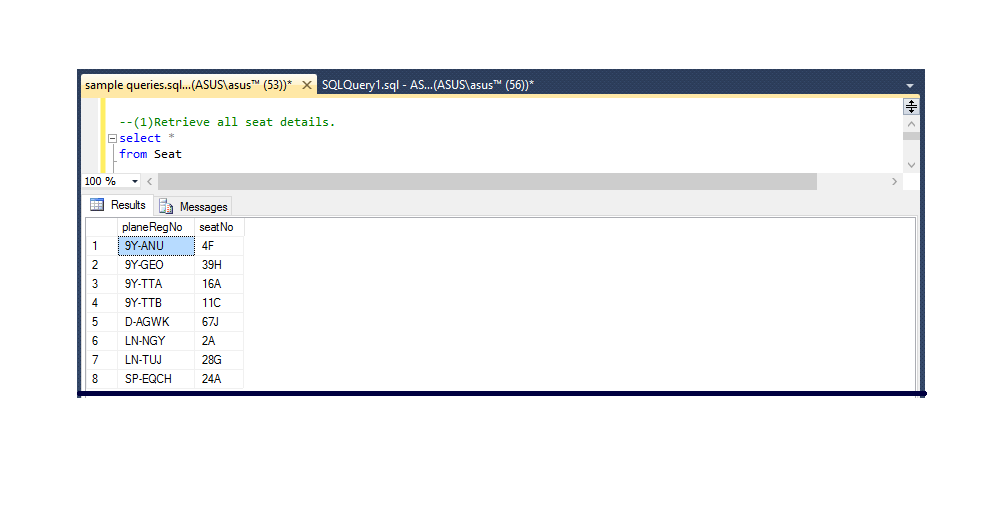 sample queries.sql...(ASUS\asus™ (53))* SQLQuery1.sql - AS...(ASUS\asus™ (56))*
--(1)Retrieve all seat details.
select *
from Seat
100 %
Results Messages
planeRegNo seatNo
1 9Y-ANU 4F
2 9Y-GEO 39H
3 9Y-TTA 16A
4 9Y-TTB 11C
5 D-AGWK 67J
6 LN-NGY 2A
7 LN-TUJ 28G
8 SP-EQCH 24A